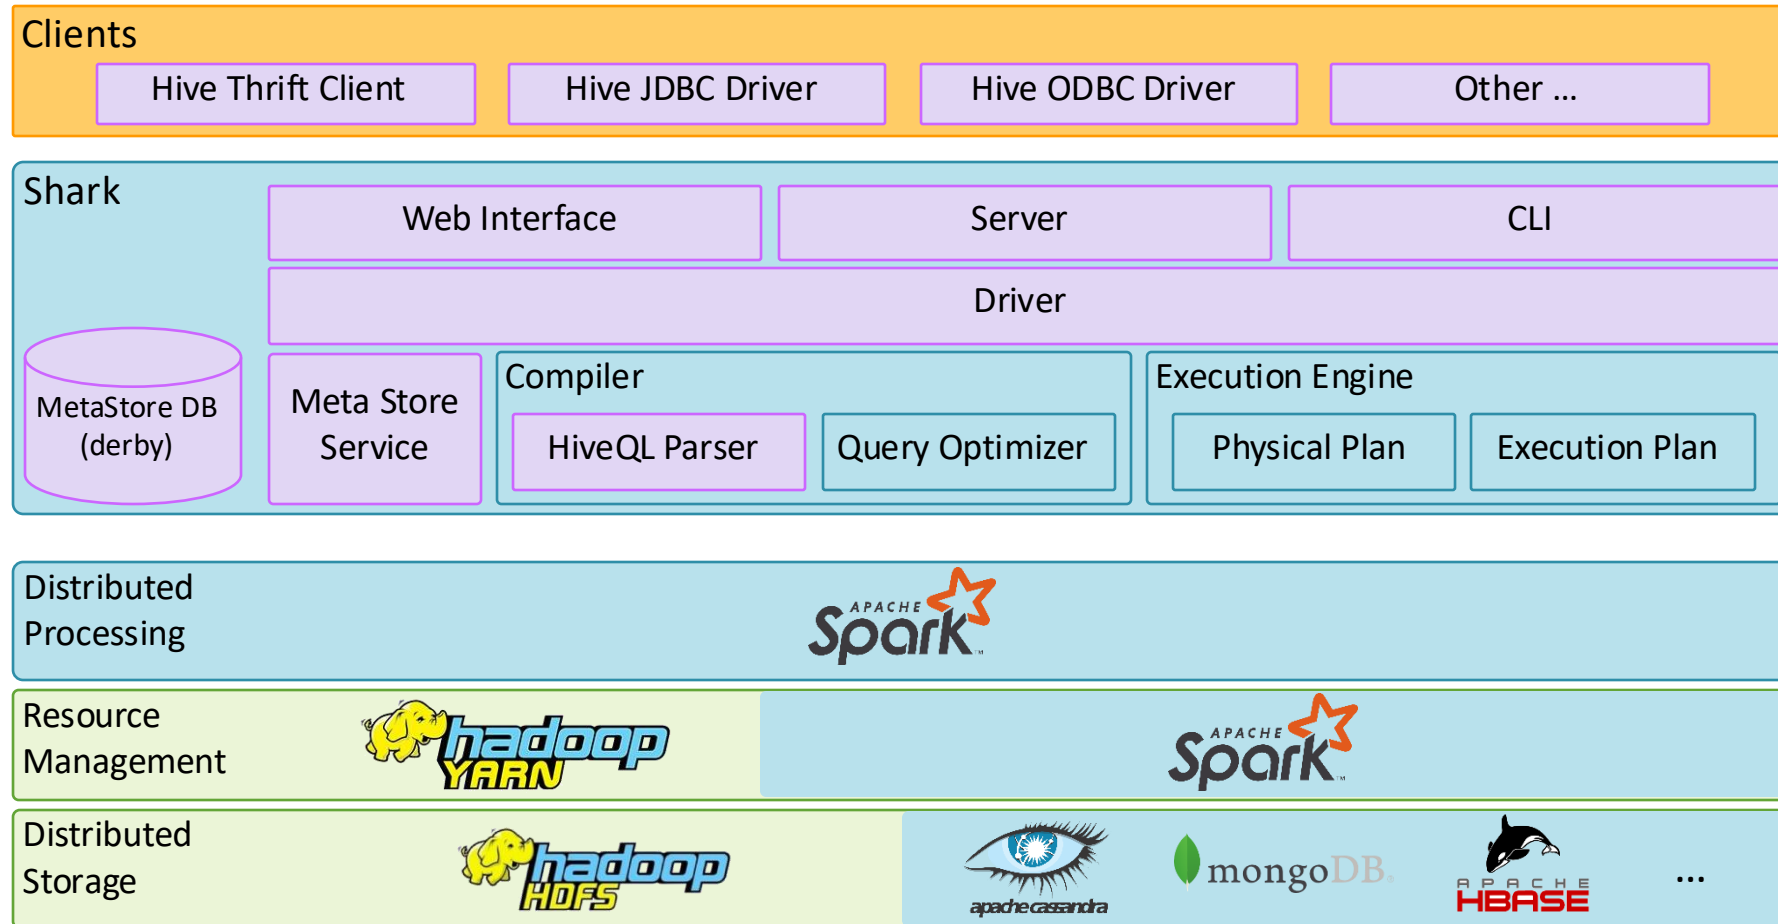 Clients
Hive Thrift Client
Hive JDBC Driver
Hive ODBC Driver
Other ...
Shark
Web Interface
Server
CLI
Driver
MetaStore DB
(derby)
Meta Store
Service
Compiler
HiveQL Parser
Query Optimizer
Execution Engine
Physical Plan
Execution Plan
Distributed
Processing
APACHE
Spark
TM
Resource
Management
hadoop
YARN
APACHE
Spark
TM
Distributed
Storage
hadoop
HDFS
apache cassandra
mongoDB
APACHE
HBASE
...